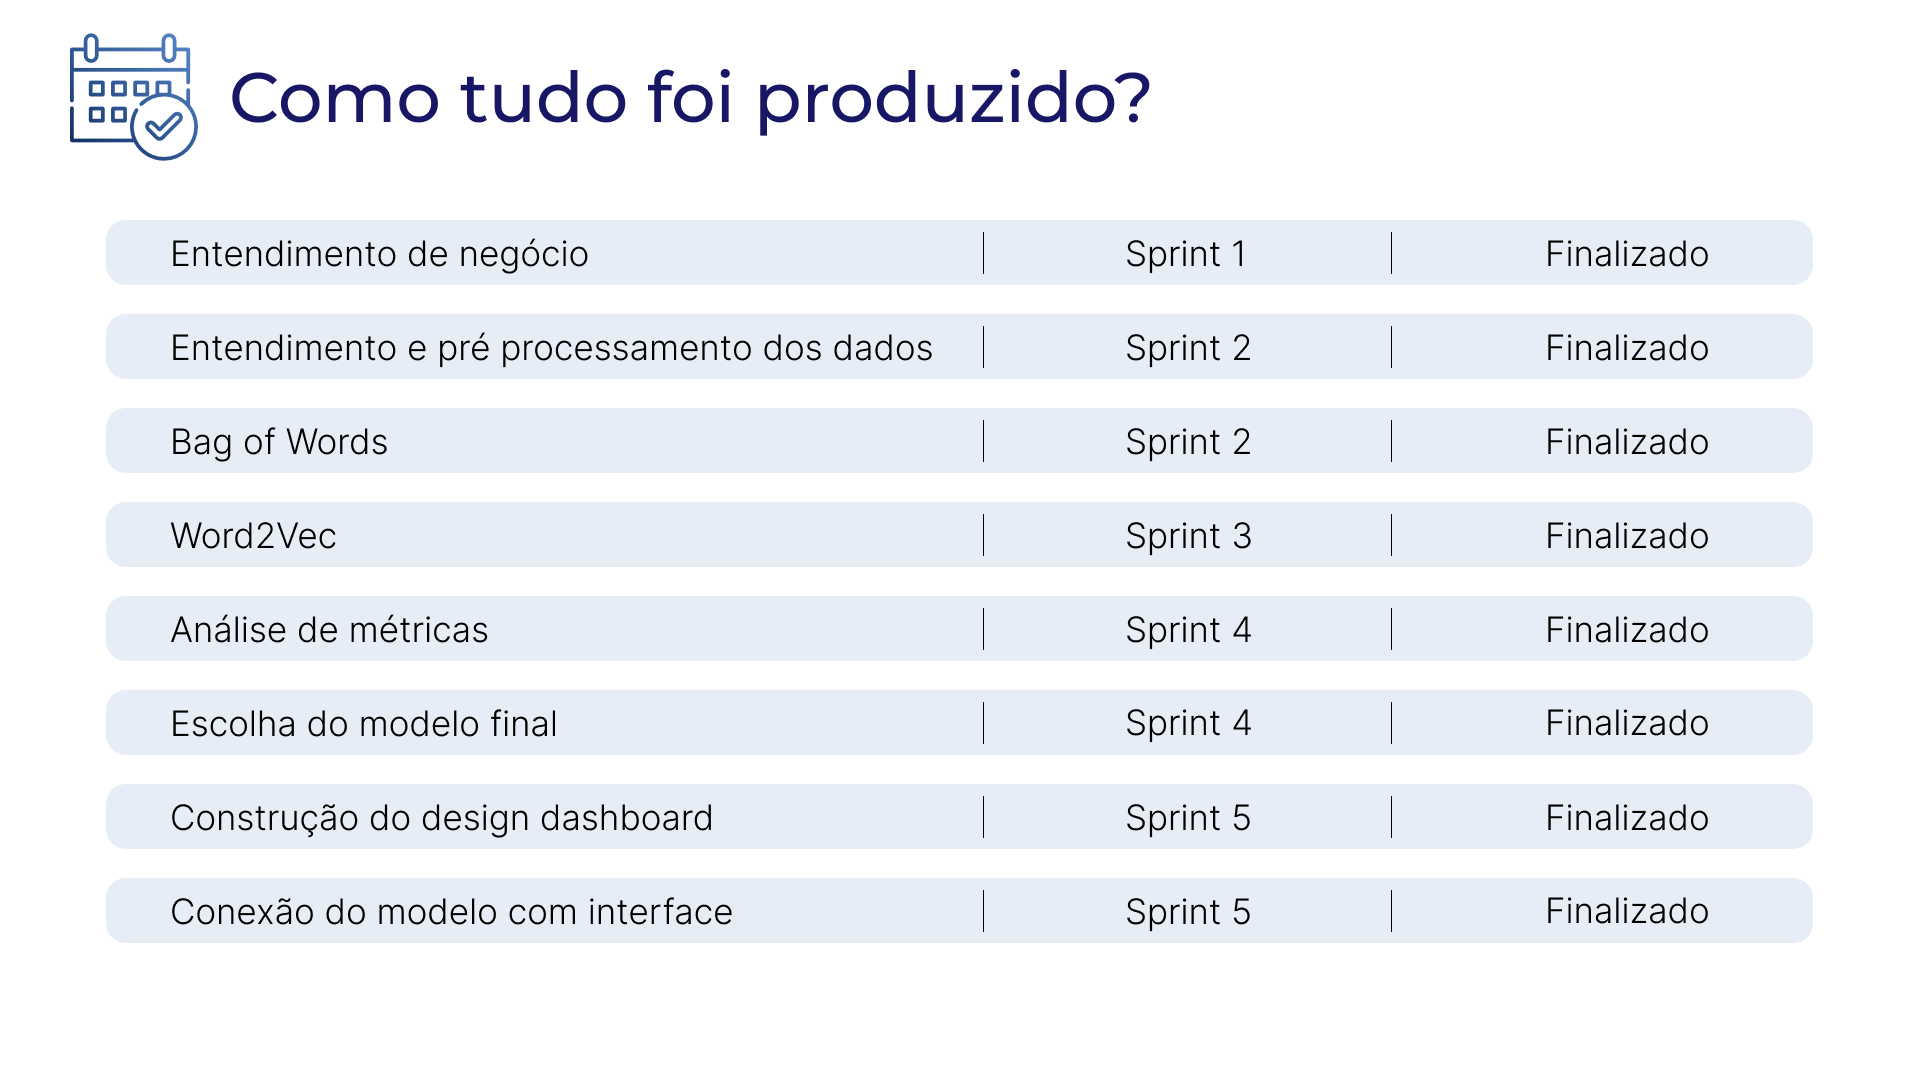 Como tudo foi produzido?
Entendimento de negócio Sprint 1 Finalizado
Entendimento e pré processamento dos dados Sprint 2 Finalizado
Bag of Words Sprint 2 Finalizado
Word2Vec Sprint 3 Finalizado
Análise de métricas Sprint 4 Finalizado
Escolha do modelo final Sprint 4 Finalizado
Construção do design dashboard Sprint 5 Finalizado
Conexão do modelo com interface Sprint 5 Finalizado